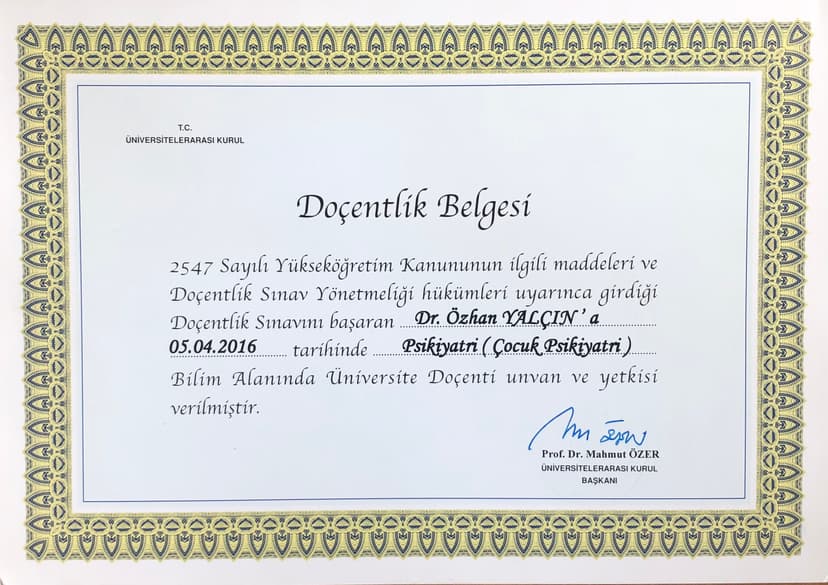 T.C.
ÜNİVERSİTELERARASI KURUL
Doçentlik Belgesi
2547 Sayılı Yükseköğretim Kanununun ilgili maddeleri ve
Doçentlik Sınav Yönetmeliği hükümleri uyarınca girdiği
Doçentlik Sınavını başaran Dr. Özhan YALÇIN ' a
05.04.2016 tarihinde Psikiyatri ( Çocuk Psikiyatri )
Bilim Alanında Üniversite Doçenti unvan ve yetkisi
verilmiştir.
Prof. Dr. Mahmut ÖZER
ÜNİVERSİTELERARASI KURUL
BAŞKANI